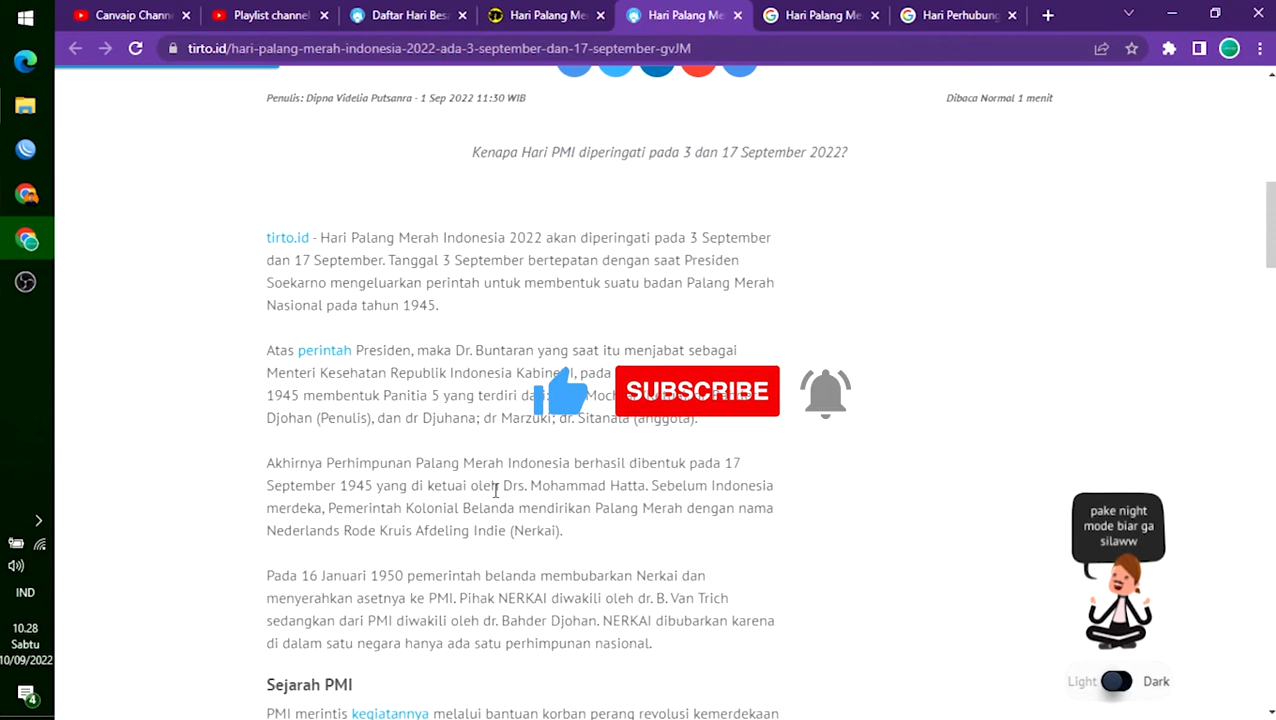 Canvaip Chann
Playlist channel
Daftar Hari Besa
Hari Palang Me
Hari Palang Me
Hari Palang Me
Hari Perhubung
tirto.id/hari-palang-merah-indonesia-2022-ada-3-september-dan-17-september-gvJM
Penulis: Dipna Videlia Putsanra - 1 Sep 2022 11:30 WIB
Dibaca Normal 1 menit
Kenapa Hari PMI diperingati pada 3 dan 17 September 2022?
tirto.id - Hari Palang Merah Indonesia 2022 akan diperingati pada 3 September
dan 17 September. Tanggal 3 September bertepatan dengan saat Presiden
Soekarno mengeluarkan perintah untuk membentuk suatu badan Palang Merah
Nasional pada tahun 1945.
Atas perintah Presiden, maka Dr. Buntaran yang saat itu menjabat sebagai
Menteri Kesehatan Republik Indonesia Kabinet I, pada
1945 membentuk Panitia 5 yang terdiri
Djohan (Penulis), dan dr Djuhana; dr Marzuki; dr. Sitanala (anggota).
SUBSCRIBE
Akhirnya Perhimpunan Palang Merah Indonesia berhasil dibentuk pada 17
September 1945 yang di ketuai oleh Drs. Mohammad Hatta. Sebelum Indonesia
merdeka, Pemerintah Kolonial Belanda mendirikan Palang Merah dengan nama
Nederlands Rode Kruis Afdeling Indie (Nerkai).
Pada 16 Januari 1950 pemerintah belanda membubarkan Nerkai dan
menyerahkan asetnya ke PMI. Pihak NERKAI diwakili oleh dr. B. Van Trich
sedangkan dari PMI diwakili oleh dr. Bahder Djohan. NERKAI dibubarkan karena
di dalam satu negara hanya ada satu perhimpunan nasional.
Sejarah PMI
PMI merintis kegiatannya melalui bantuan korban perang revolusi kemerdekaan
pake night
mode biar ga
silaww
Light
Dark
IND
10.28
Sabtu
10/09/2022
4